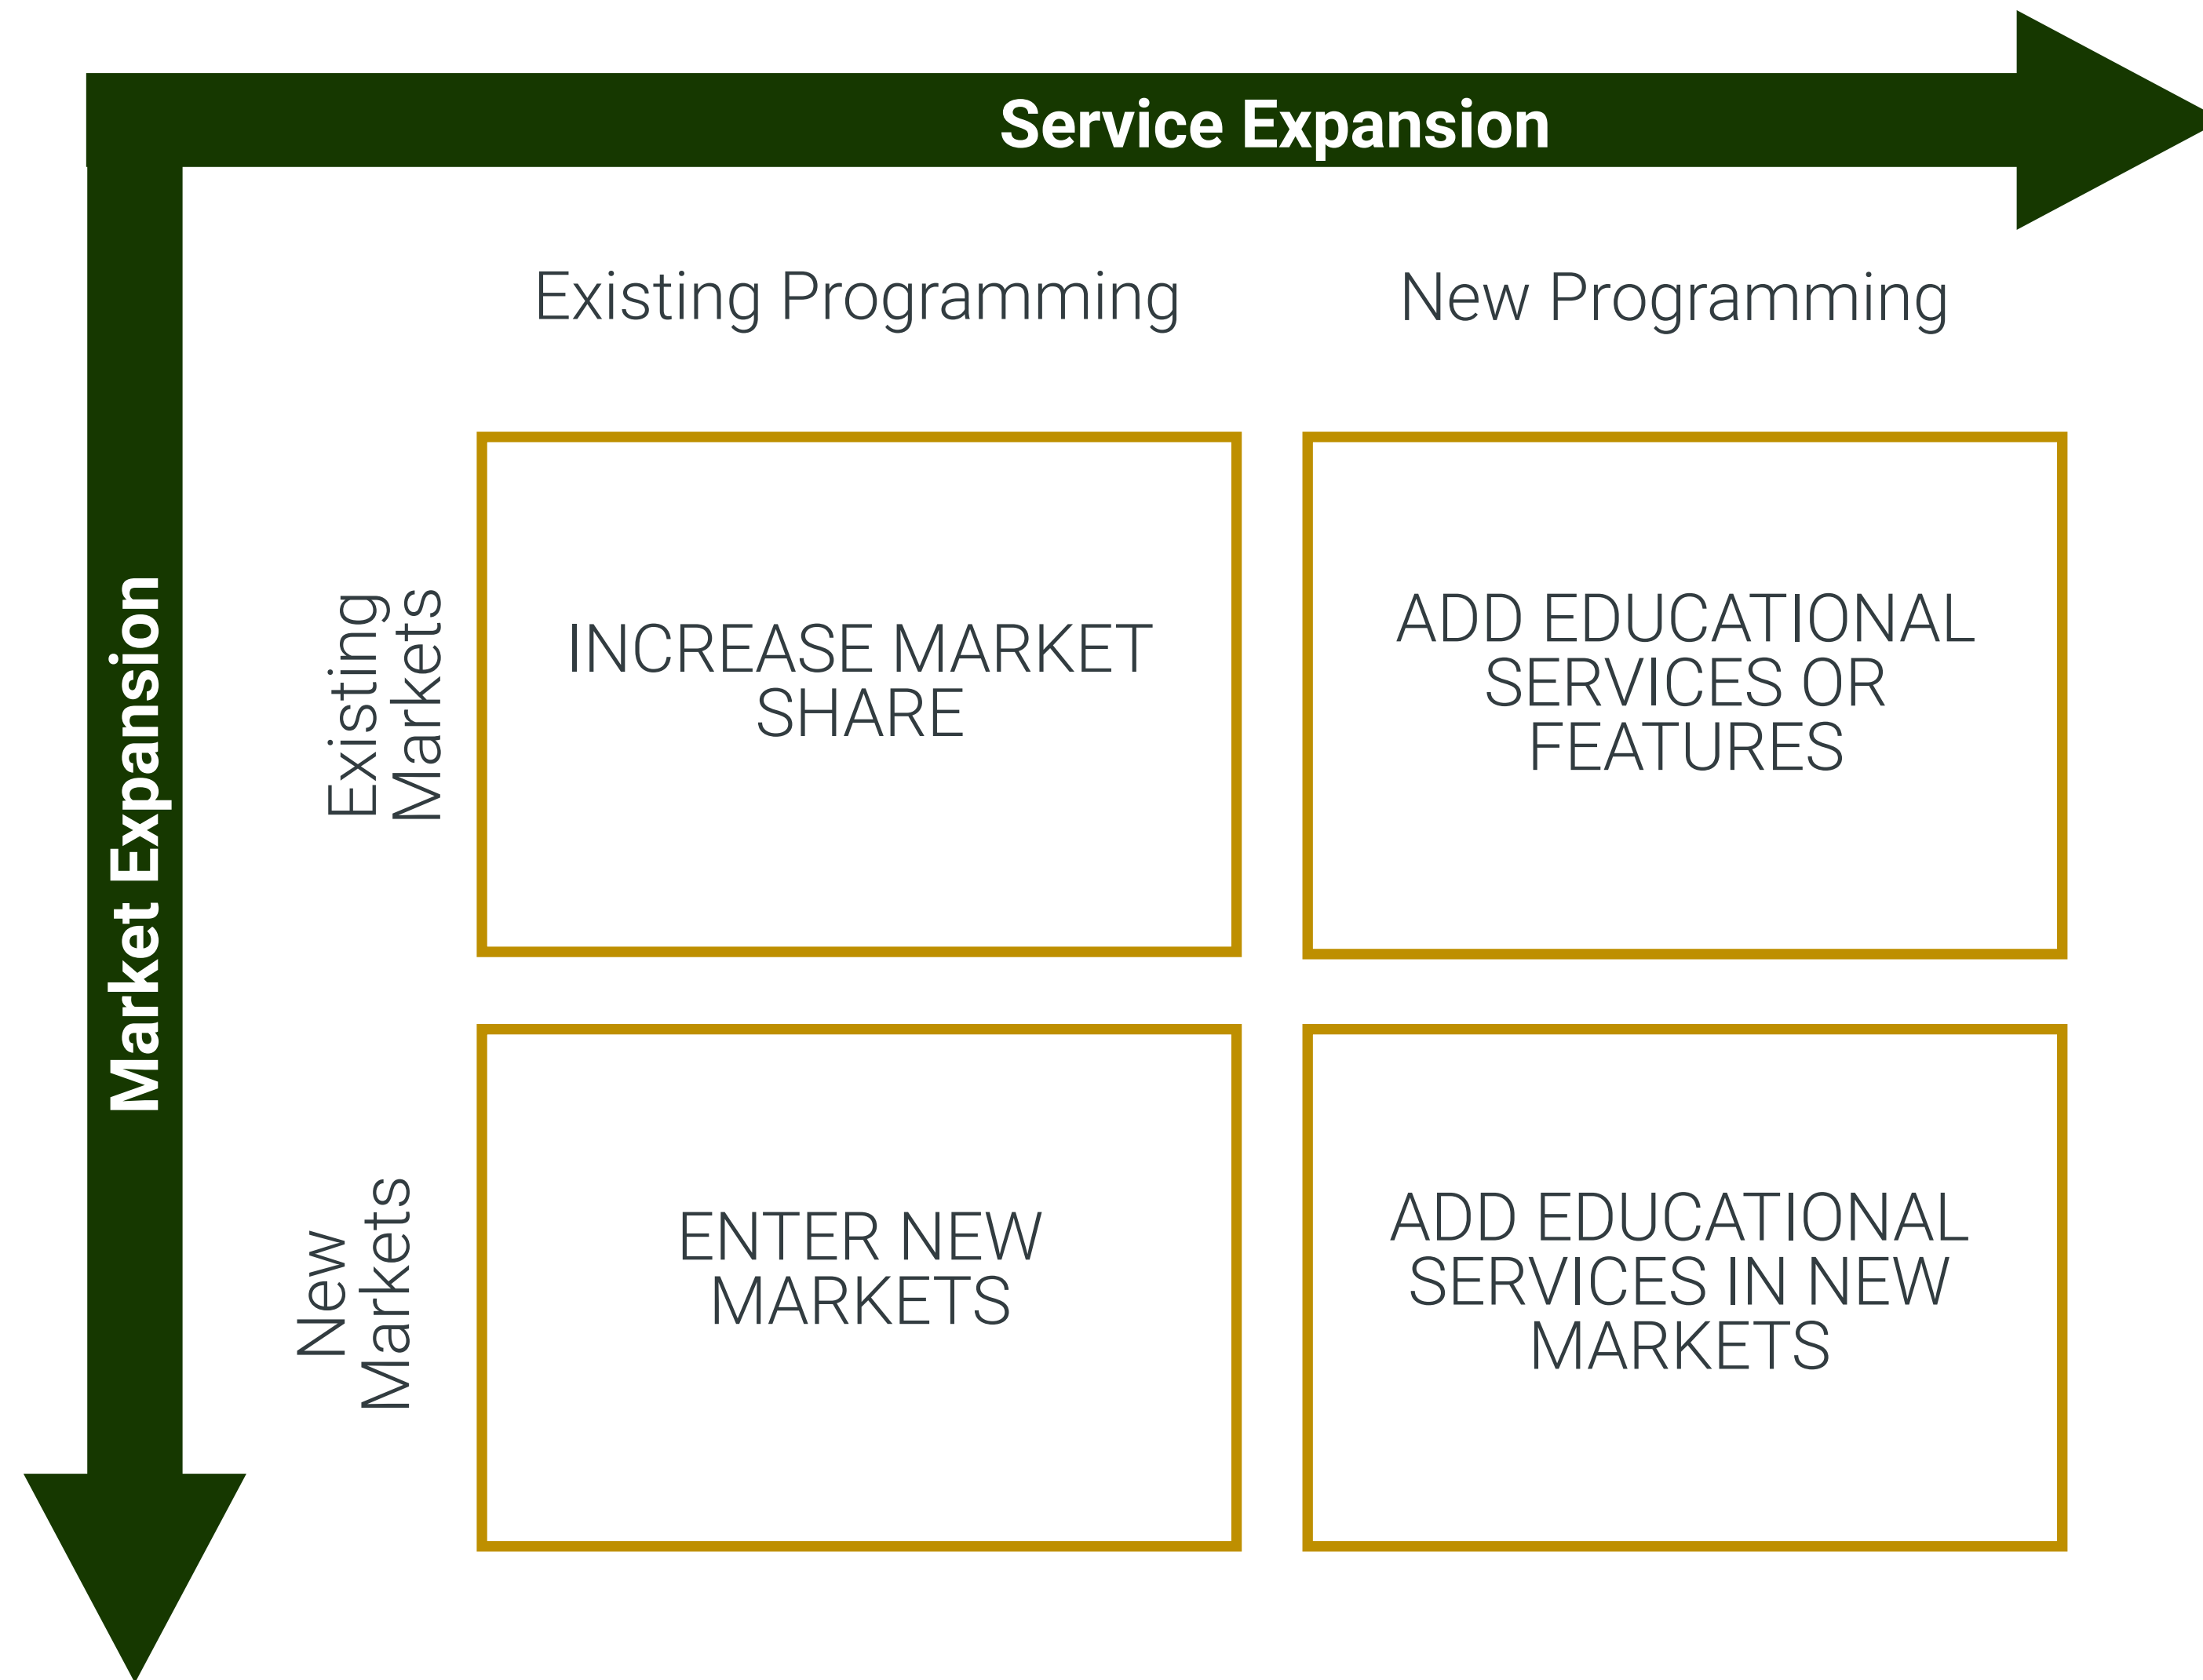 Service Expansion
Existing Programming
New Programming
Market Expansion
Existing
Markets
INCREASE MARKET
SHARE
ADD EDUCATIONAL
SERVICES OR
FEATURES
New
Markets
ENTER NEW
MARKETS
ADD EDUCATIONAL
SERVICES IN NEW
MARKETS